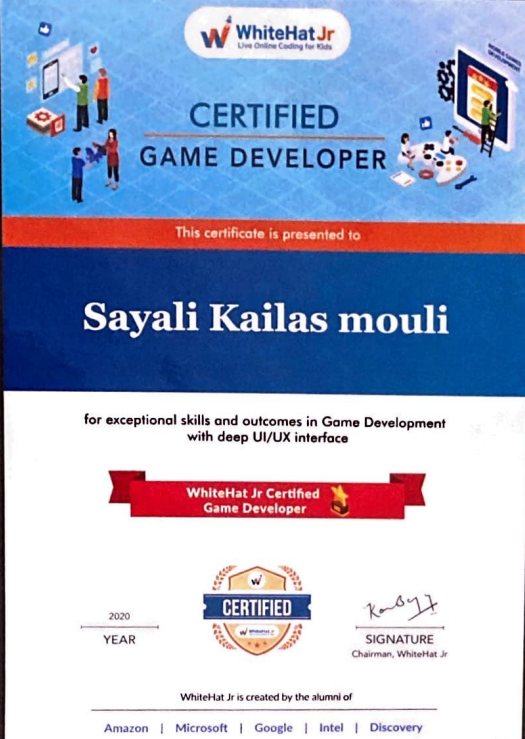 WhiteHat Jr
Live Online Coding for Kids
CERTIFIED
GAME DEVELOPER
This certificate is presented to
Sayali Kailas mouli
for exceptional skills and outcomes in Game Development
with deep UI/UX interface
WhiteHat Jr Certified
Game Developer
CERTIFIED
2020
YEAR
SIGNATURE
Chairman, WhiteHat Jr
WhiteHat Jr is created by the alumni of
Amazon | Microsoft | Google | Intel | Discovery